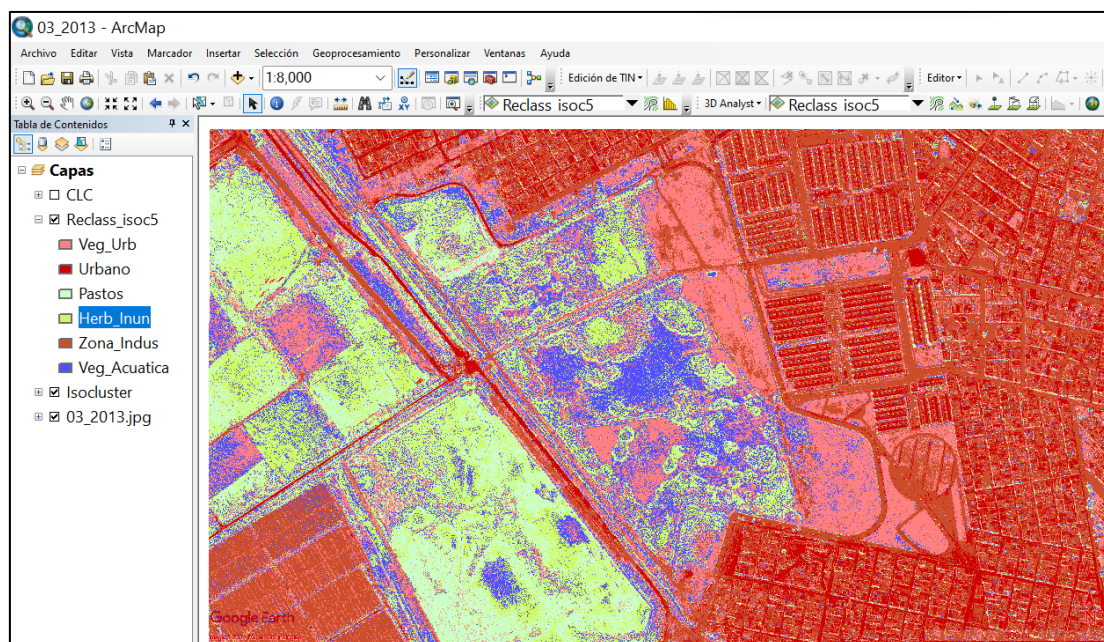 03_2013 - ArcMap
Archivo Editar Vista Marcador Insertar Selección Geoprocesamiento Personalizar Ventanas Ayuda
1:8,000 Edición de TIN Editor
Reclass_isoc5 3D Analyst Reclass_isoc5
Tabla de Contenidos
Capas
CLC
Reclass_isoc5
Veg_Urb
Urbano
Pastos
Herb_Inun
Zona_Indus
Veg_Acuatica
Isocluster
03_2013.jpg
Google Earth